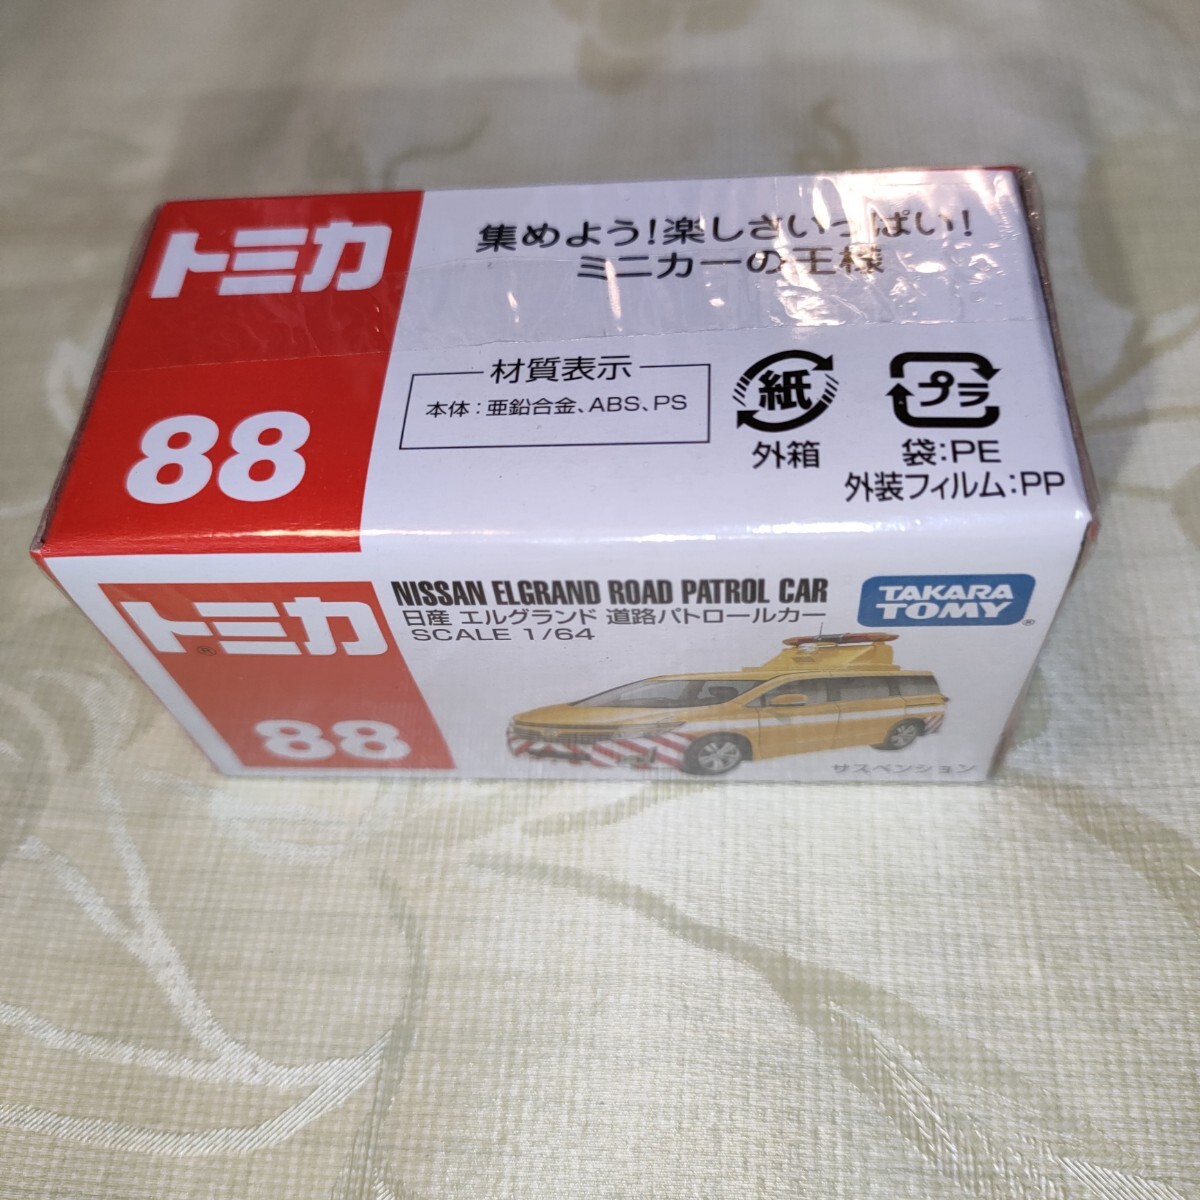 トミカ
集めよう!楽しさいっぱい!
ミニカーの王様
88
材質表示
本体:亜鉛合金、ABS、PS
紙
外箱
プラ
袋:PE
外装フィルム:PP
トミカ®
88
NISSAN ELGRAND ROAD PATROL CAR
日産 エルグランド 道路パトロールカー
SCALE 1/64
TAKARA
TOMY®
サスペンション